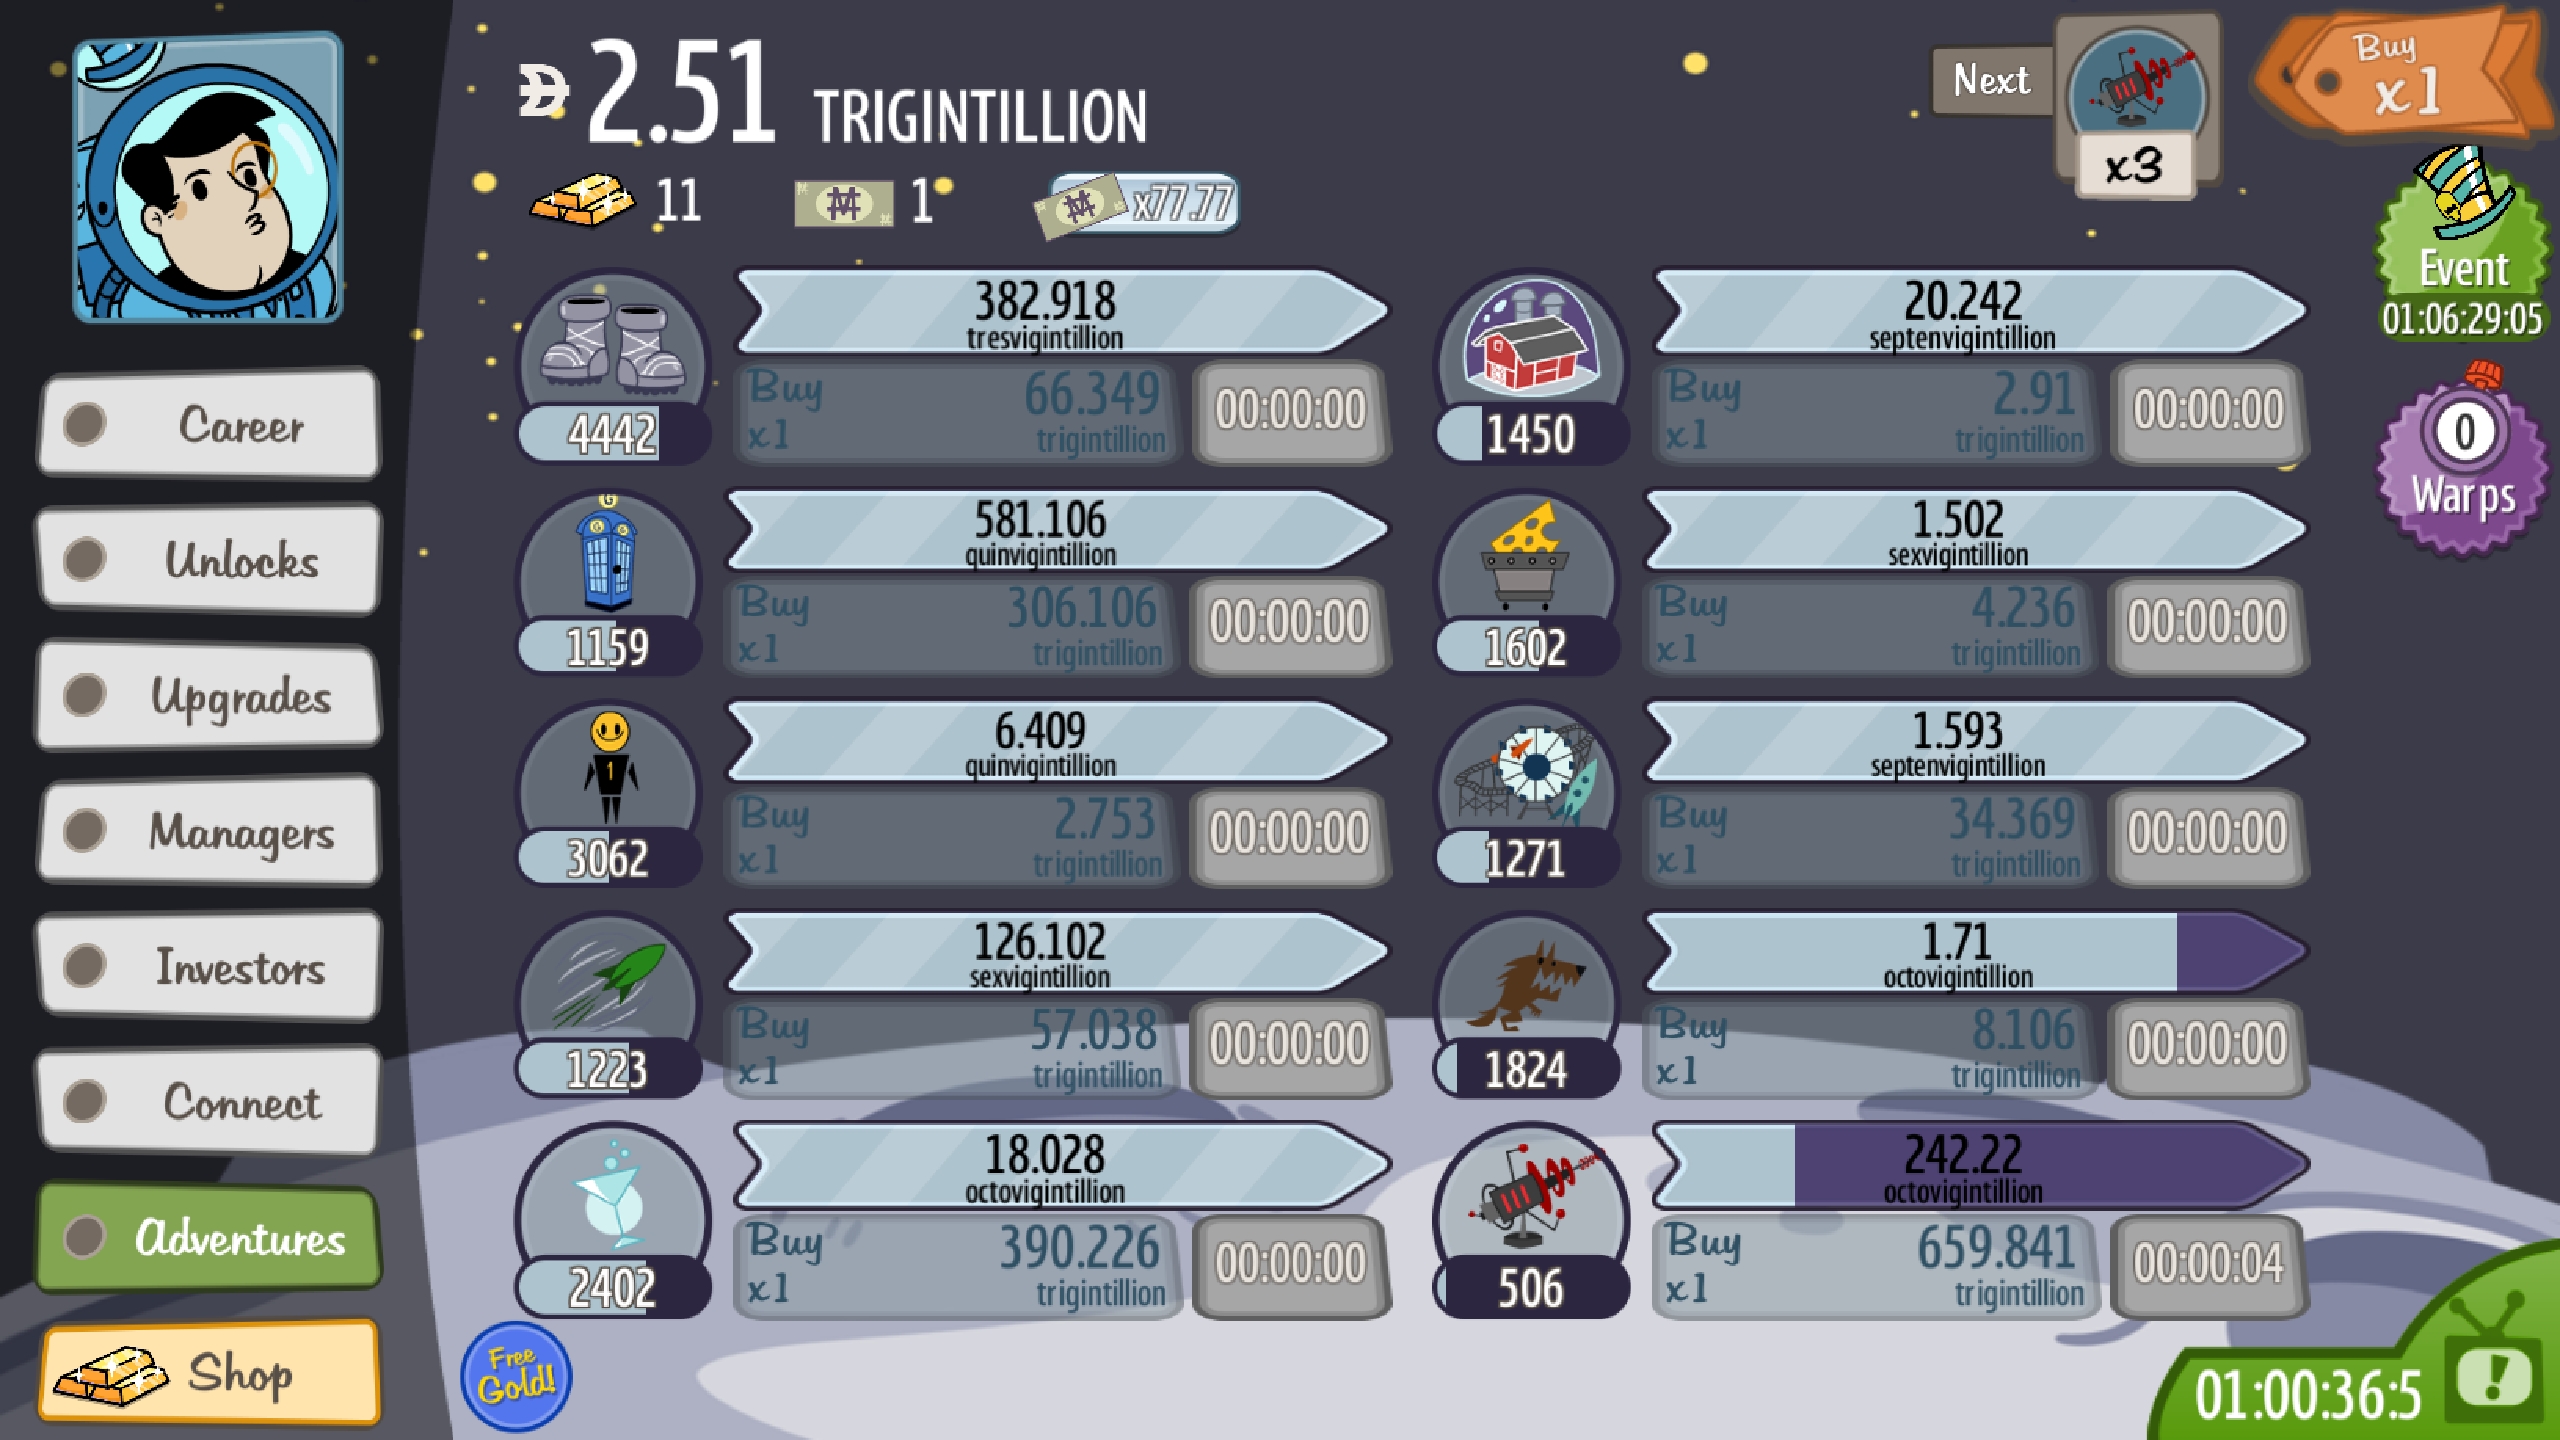 2.51 TRIGINTILLION
11
1
x77.77
Next
x3
Buy
x1
Event
01:06:29:05
0
Warps
Career
Unlocks
Upgrades
Managers
Investors
Connect
Adventures
Shop
382.918
tresvigintillion
Buy
x1
66.349
trigintillion
00:00:00
4442
581.106
quinvigintillion
Buy
x1
306.106
trigintillion
00:00:00
1159
6.409
quinvigintillion
Buy
x1
2.753
trigintillion
00:00:00
1
3062
126.102
sexvigintillion
Buy
x1
57.038
trigintillion
00:00:00
1223
18.028
octovigintillion
Buy
x1
390.226
trigintillion
00:00:00
2402
20.242
septenvigintillion
Buy
x1
2.91
trigintillion
00:00:00
1450
1.502
sexvigintillion
Buy
x1
4.236
trigintillion
00:00:00
1602
1.593
septenvigintillion
Buy
x1
34.369
trigintillion
00:00:00
1271
1.71
octovigintillion
Buy
x1
8.106
trigintillion
00:00:00
1824
242.22
octovigintillion
Buy
x1
659.841
trigintillion
00:00:04
506
Free
Gold!
01:00:36:5
!